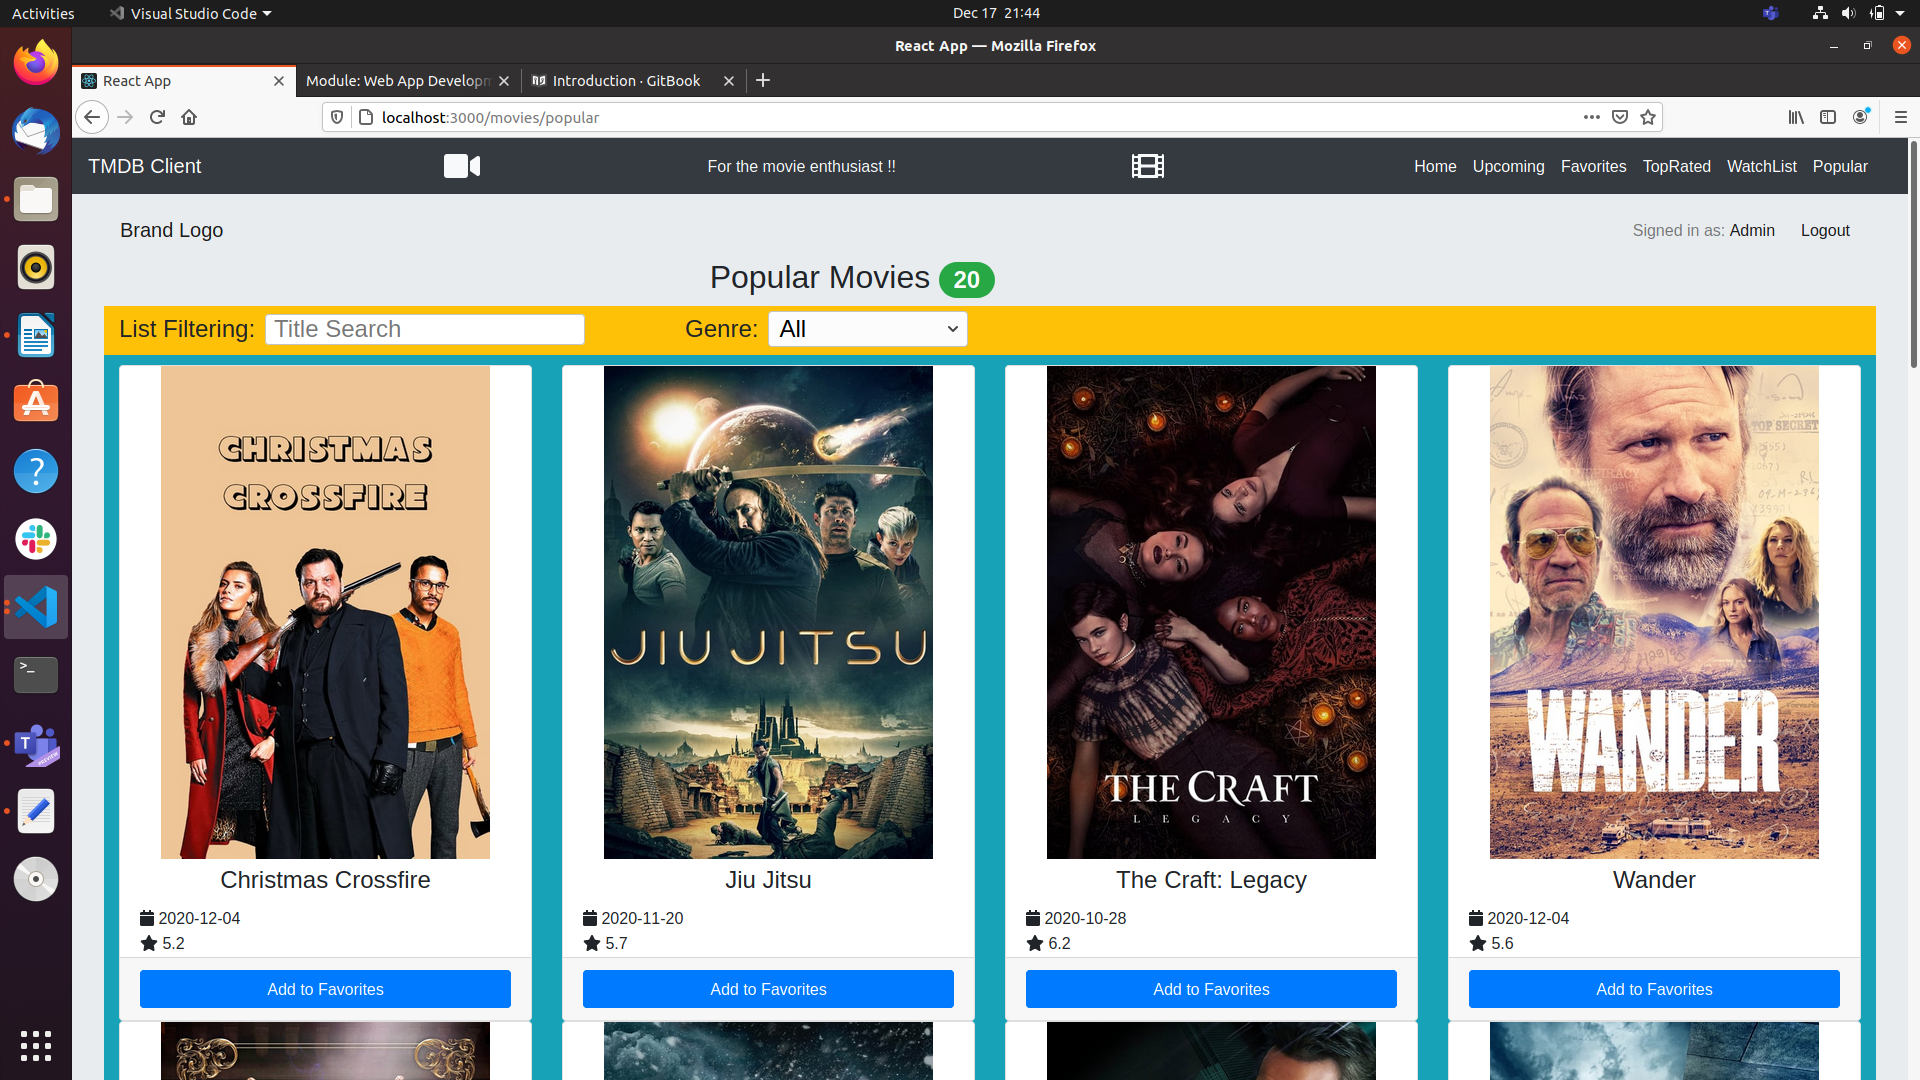 Activities
Visual Studio Code
Dec 17 21:44
React App — Mozilla Firefox
React App
Module: Web App Developm
Introduction · GitBook
localhost:3000/movies/popular
TMDB Client
For the movie enthusiast !!
Home
Upcoming
Favorites
TopRated
WatchList
Popular
Brand Logo
Signed in as: Admin
Logout
Popular Movies 20
List Filtering:
Title Search
Genre:
All
CHRISTMAS
CROSSFIRE
JIU JITSU
THE CRAFT
LEGACY
TOP SECRET
WANDER
Christmas Crossfire
2020-12-04
5.2
Add to Favorites
Jiu Jitsu
2020-11-20
5.7
Add to Favorites
The Craft: Legacy
2020-10-28
6.2
Add to Favorites
Wander
2020-12-04
5.6
Add to Favorites